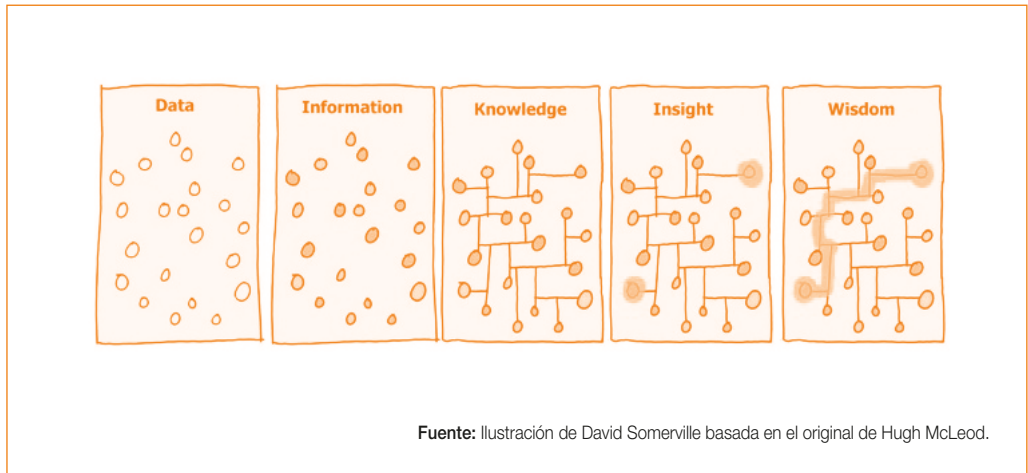 Data
Information
Knowledge
Insight
Wisdom
Fuente: Ilustración de David Somerville basada en el original de Hugh McLeod.